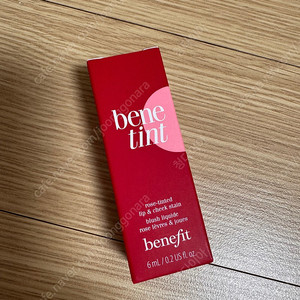 bene
tint
rose-tinted
lip & cheek stain
blush liquide
rose lèvres & joues
benefit
6 mL / 0.2 US fl. oz